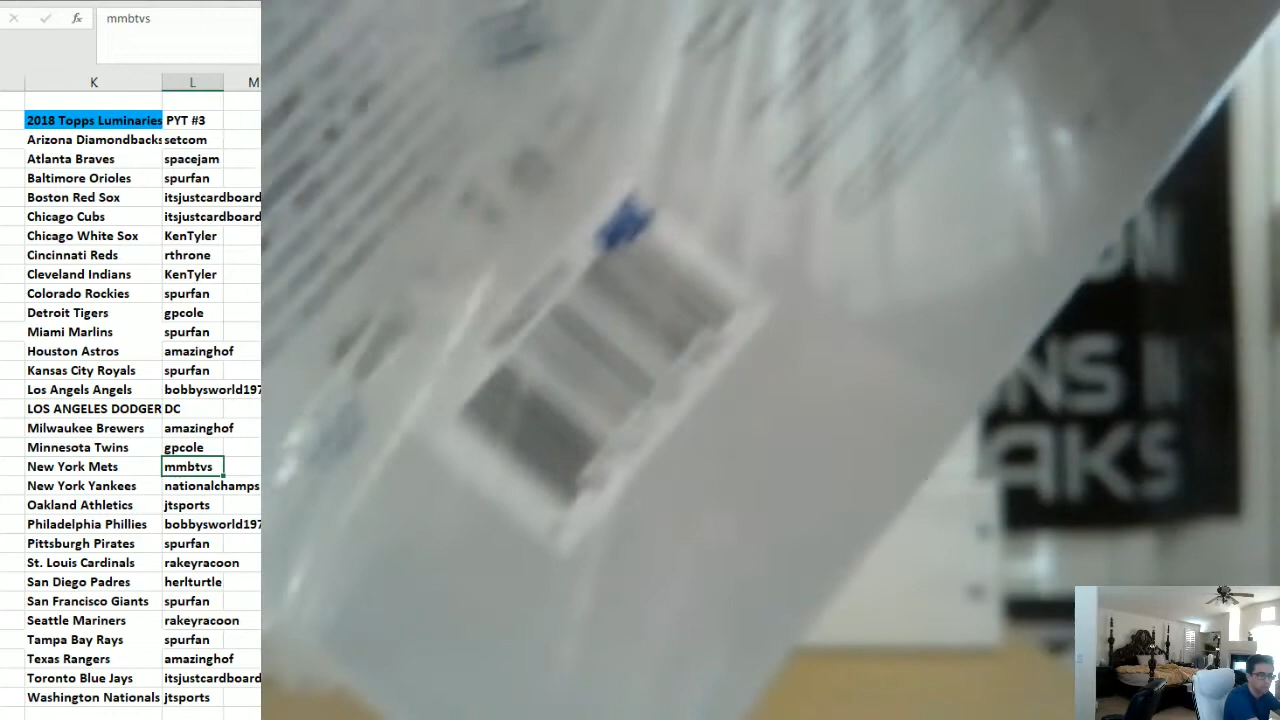 mmbtvs
K L M
2018 Topps Luminaries PYT #3
Arizona Diamondbacks setcom
Atlanta Braves spacejam
Baltimore Orioles spurfan
Boston Red Sox itsjustcardboard
Chicago Cubs itsjustcardboard
Chicago White Sox KenTyler
Cincinnati Reds rthrone
Cleveland Indians KenTyler
Colorado Rockies spurfan
Detroit Tigers gpcole
Miami Marlins spurfan
Houston Astros amazinghof
Kansas City Royals spurfan
Los Angels Angels bobbysworld197
LOS ANGELES DODGER DC
Milwaukee Brewers amazinghof
Minnesota Twins gpcole
New York Mets mmbtvs
New York Yankees nationalchamps
Oakland Athletics jtsports
Philadelphia Phillies bobbysworld197
Pittsburgh Pirates spurfan
St. Louis Cardinals rakeyracoon
San Diego Padres herlturtle
San Francisco Giants spurfan
Seattle Mariners rakeyracoon
Tampa Bay Rays spurfan
Texas Rangers amazinghof
Toronto Blue Jays itsjustcardboard
Washington Nationals jtsports